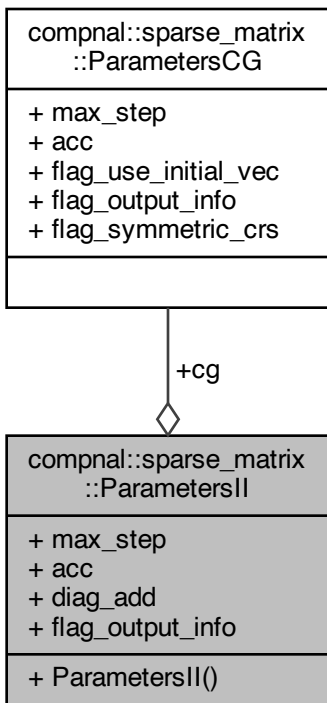 compnal::sparse_matrix
::ParametersCG
+ max_step
+ acc
+ flag_use_initial_vec
+ flag_output_info
+ flag_symmetric_crs
+cg
compnal::sparse_matrix
::ParametersII
+ max_step
+ acc
+ diag_add
+ flag_output_info
+ ParametersII()